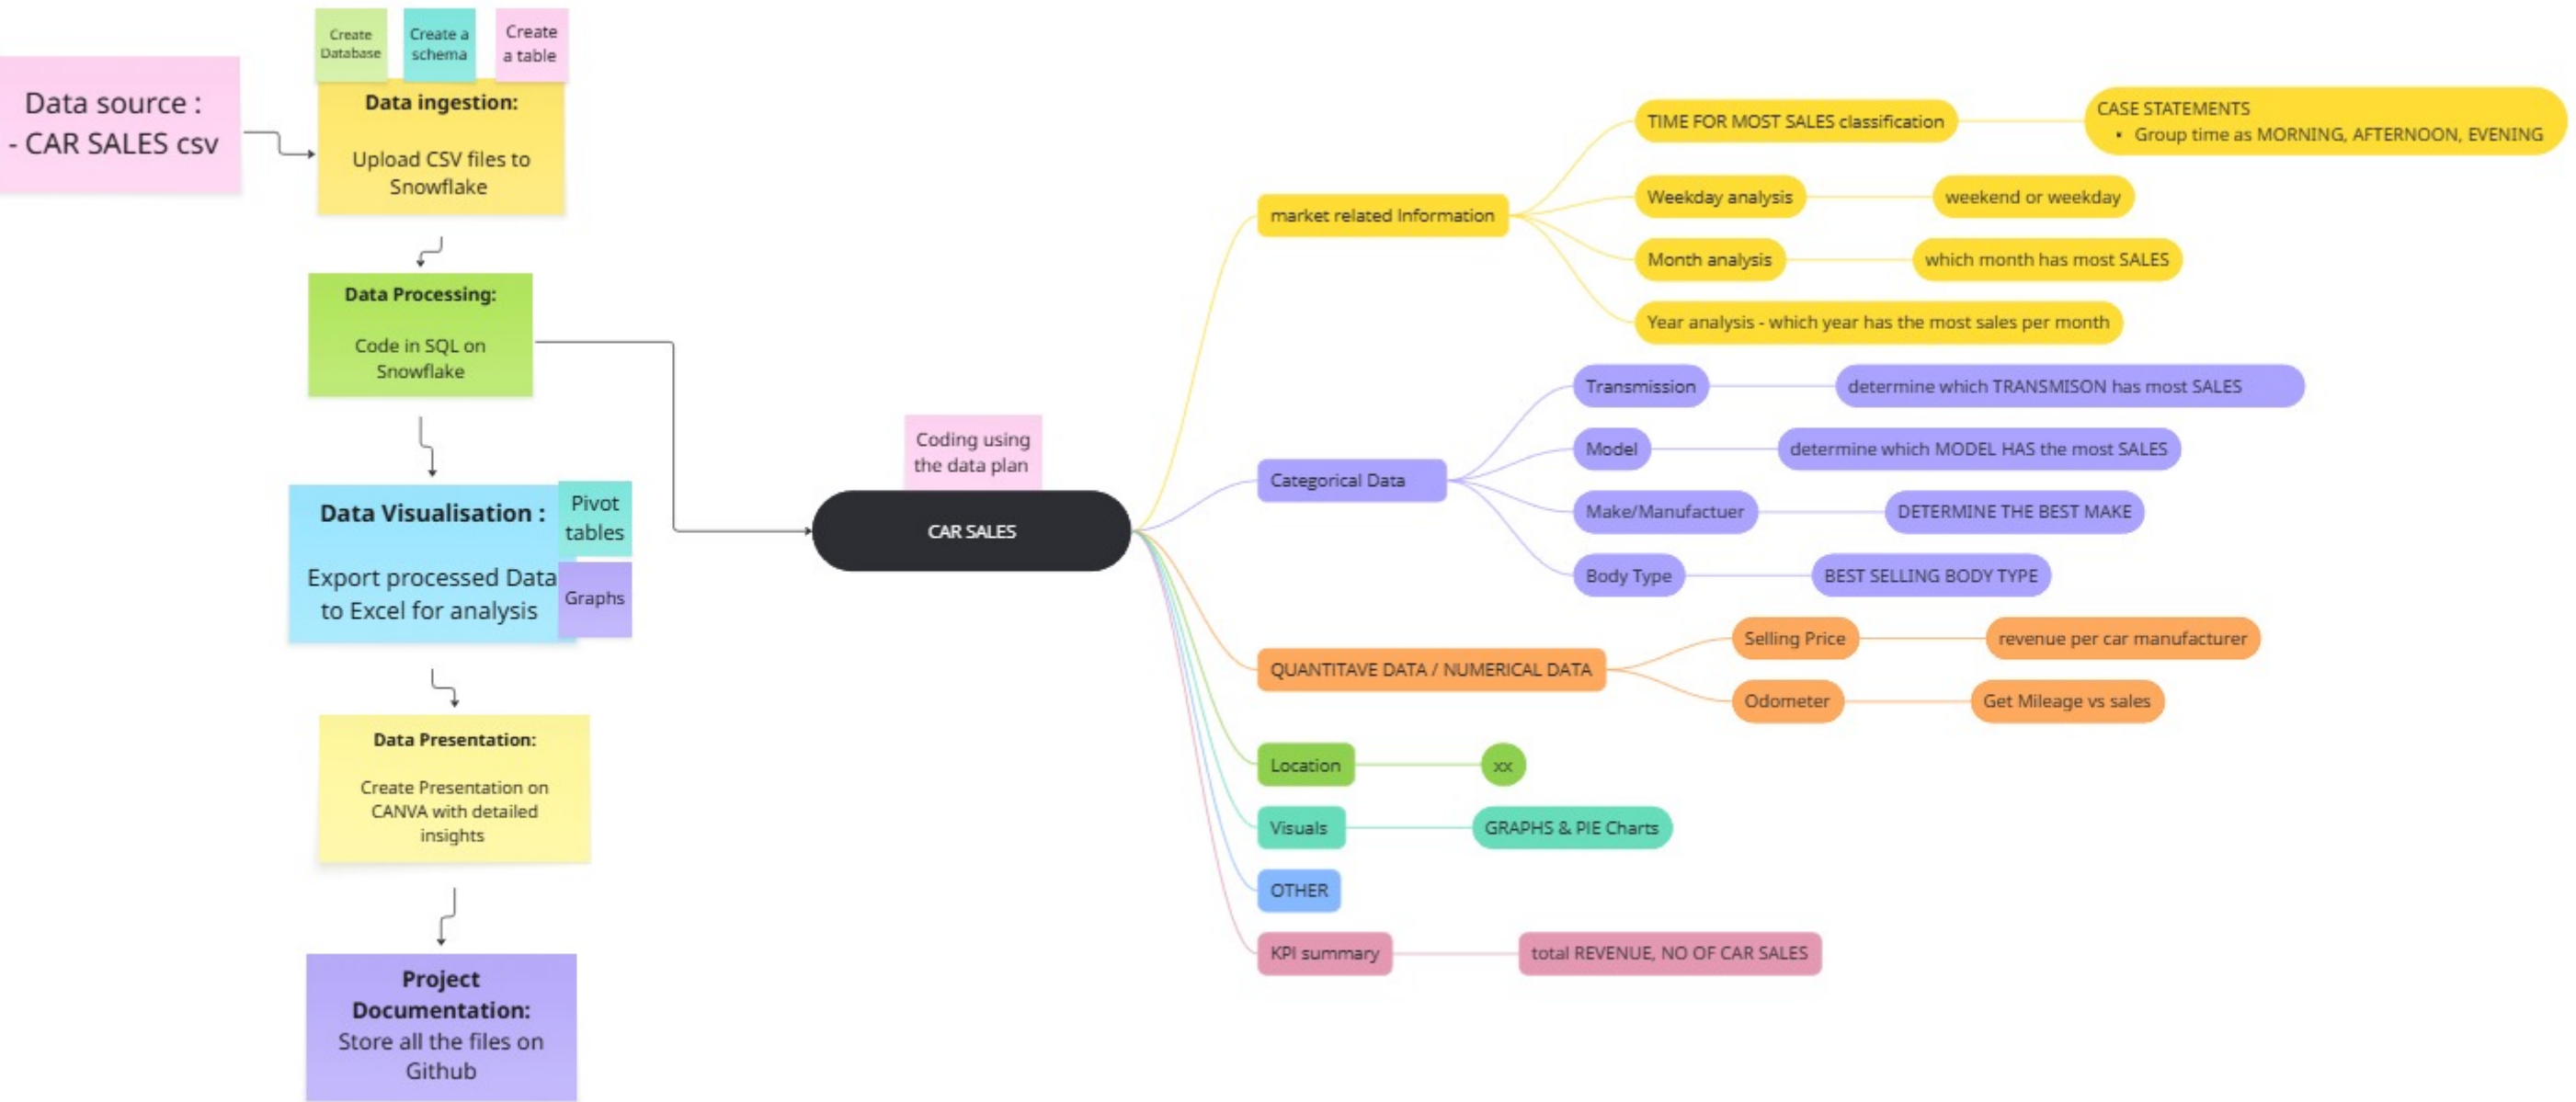 Create
Database
Create a
schema
Create
a table
Data source :
- CAR SALES csv
Data ingestion:
Upload CSV files to
Snowflake
Data Processing:
Code in SQL on
Snowflake
Data Visualisation :
Export processed Data
to Excel for analysis
Pivot
tables
Graphs
Data Presentation:
Create Presentation on
CANVA with detailed
insights
Project
Documentation:
Store all the files on
Github
Coding using
the data plan
CAR SALES
market related Information
TIME FOR MOST SALES classification
CASE STATEMENTS
• Group time as MORNING, AFTERNOON, EVENING
Weekday analysis
weekend or weekday
Month analysis
which month has most SALES
Year analysis - which year has the most sales per month
Categorical Data
Transmission
determine which TRANSMISON has most SALES
Model
determine which MODEL HAS the most SALES
Make/Manufactuer
DETERMINE THE BEST MAKE
Body Type
BEST SELLING BODY TYPE
QUANTITAVE DATA / NUMERICAL DATA
Selling Price
revenue per car manufacturer
Odometer
Get Mileage vs sales
Location
xx
Visuals
GRAPHS & PIE Charts
OTHER
KPI summary
total REVENUE, NO OF CAR SALES